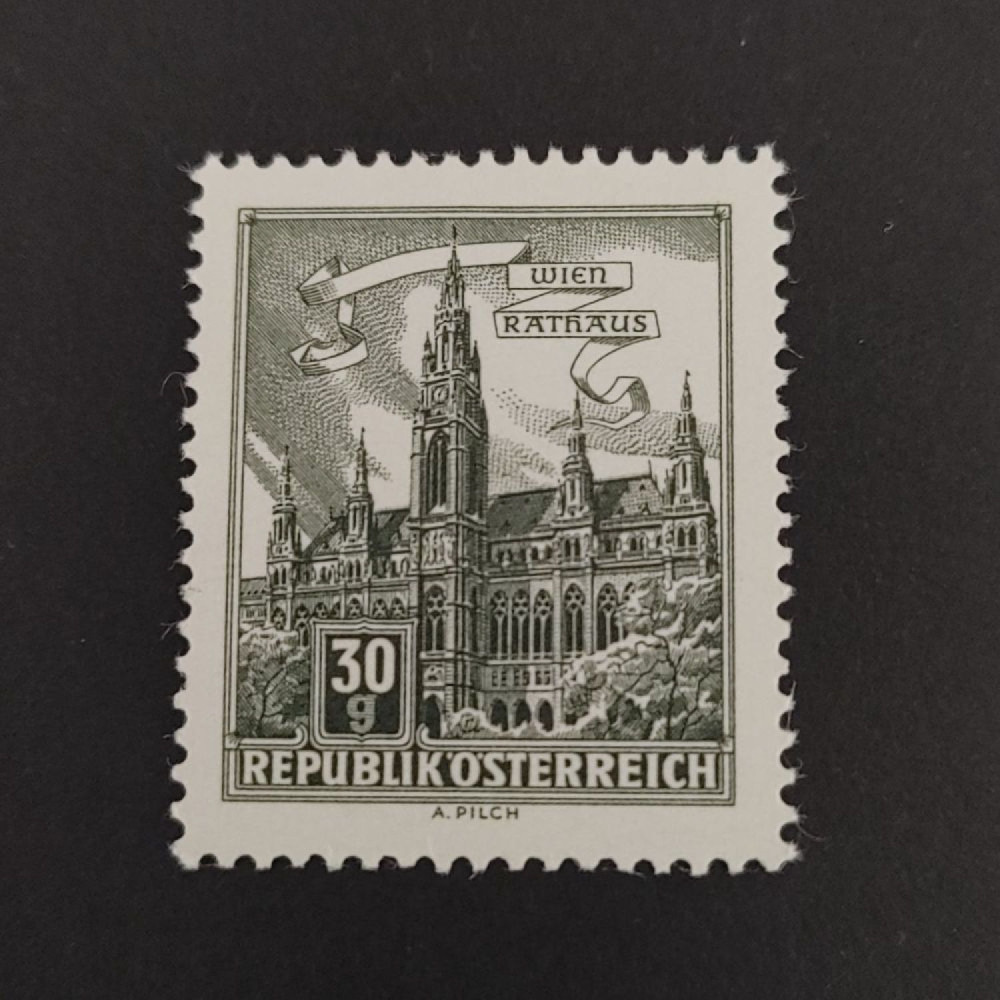 WIEN
RATHAUS
30
g
REPUBLIK ÖSTERREICH
A. PILCH